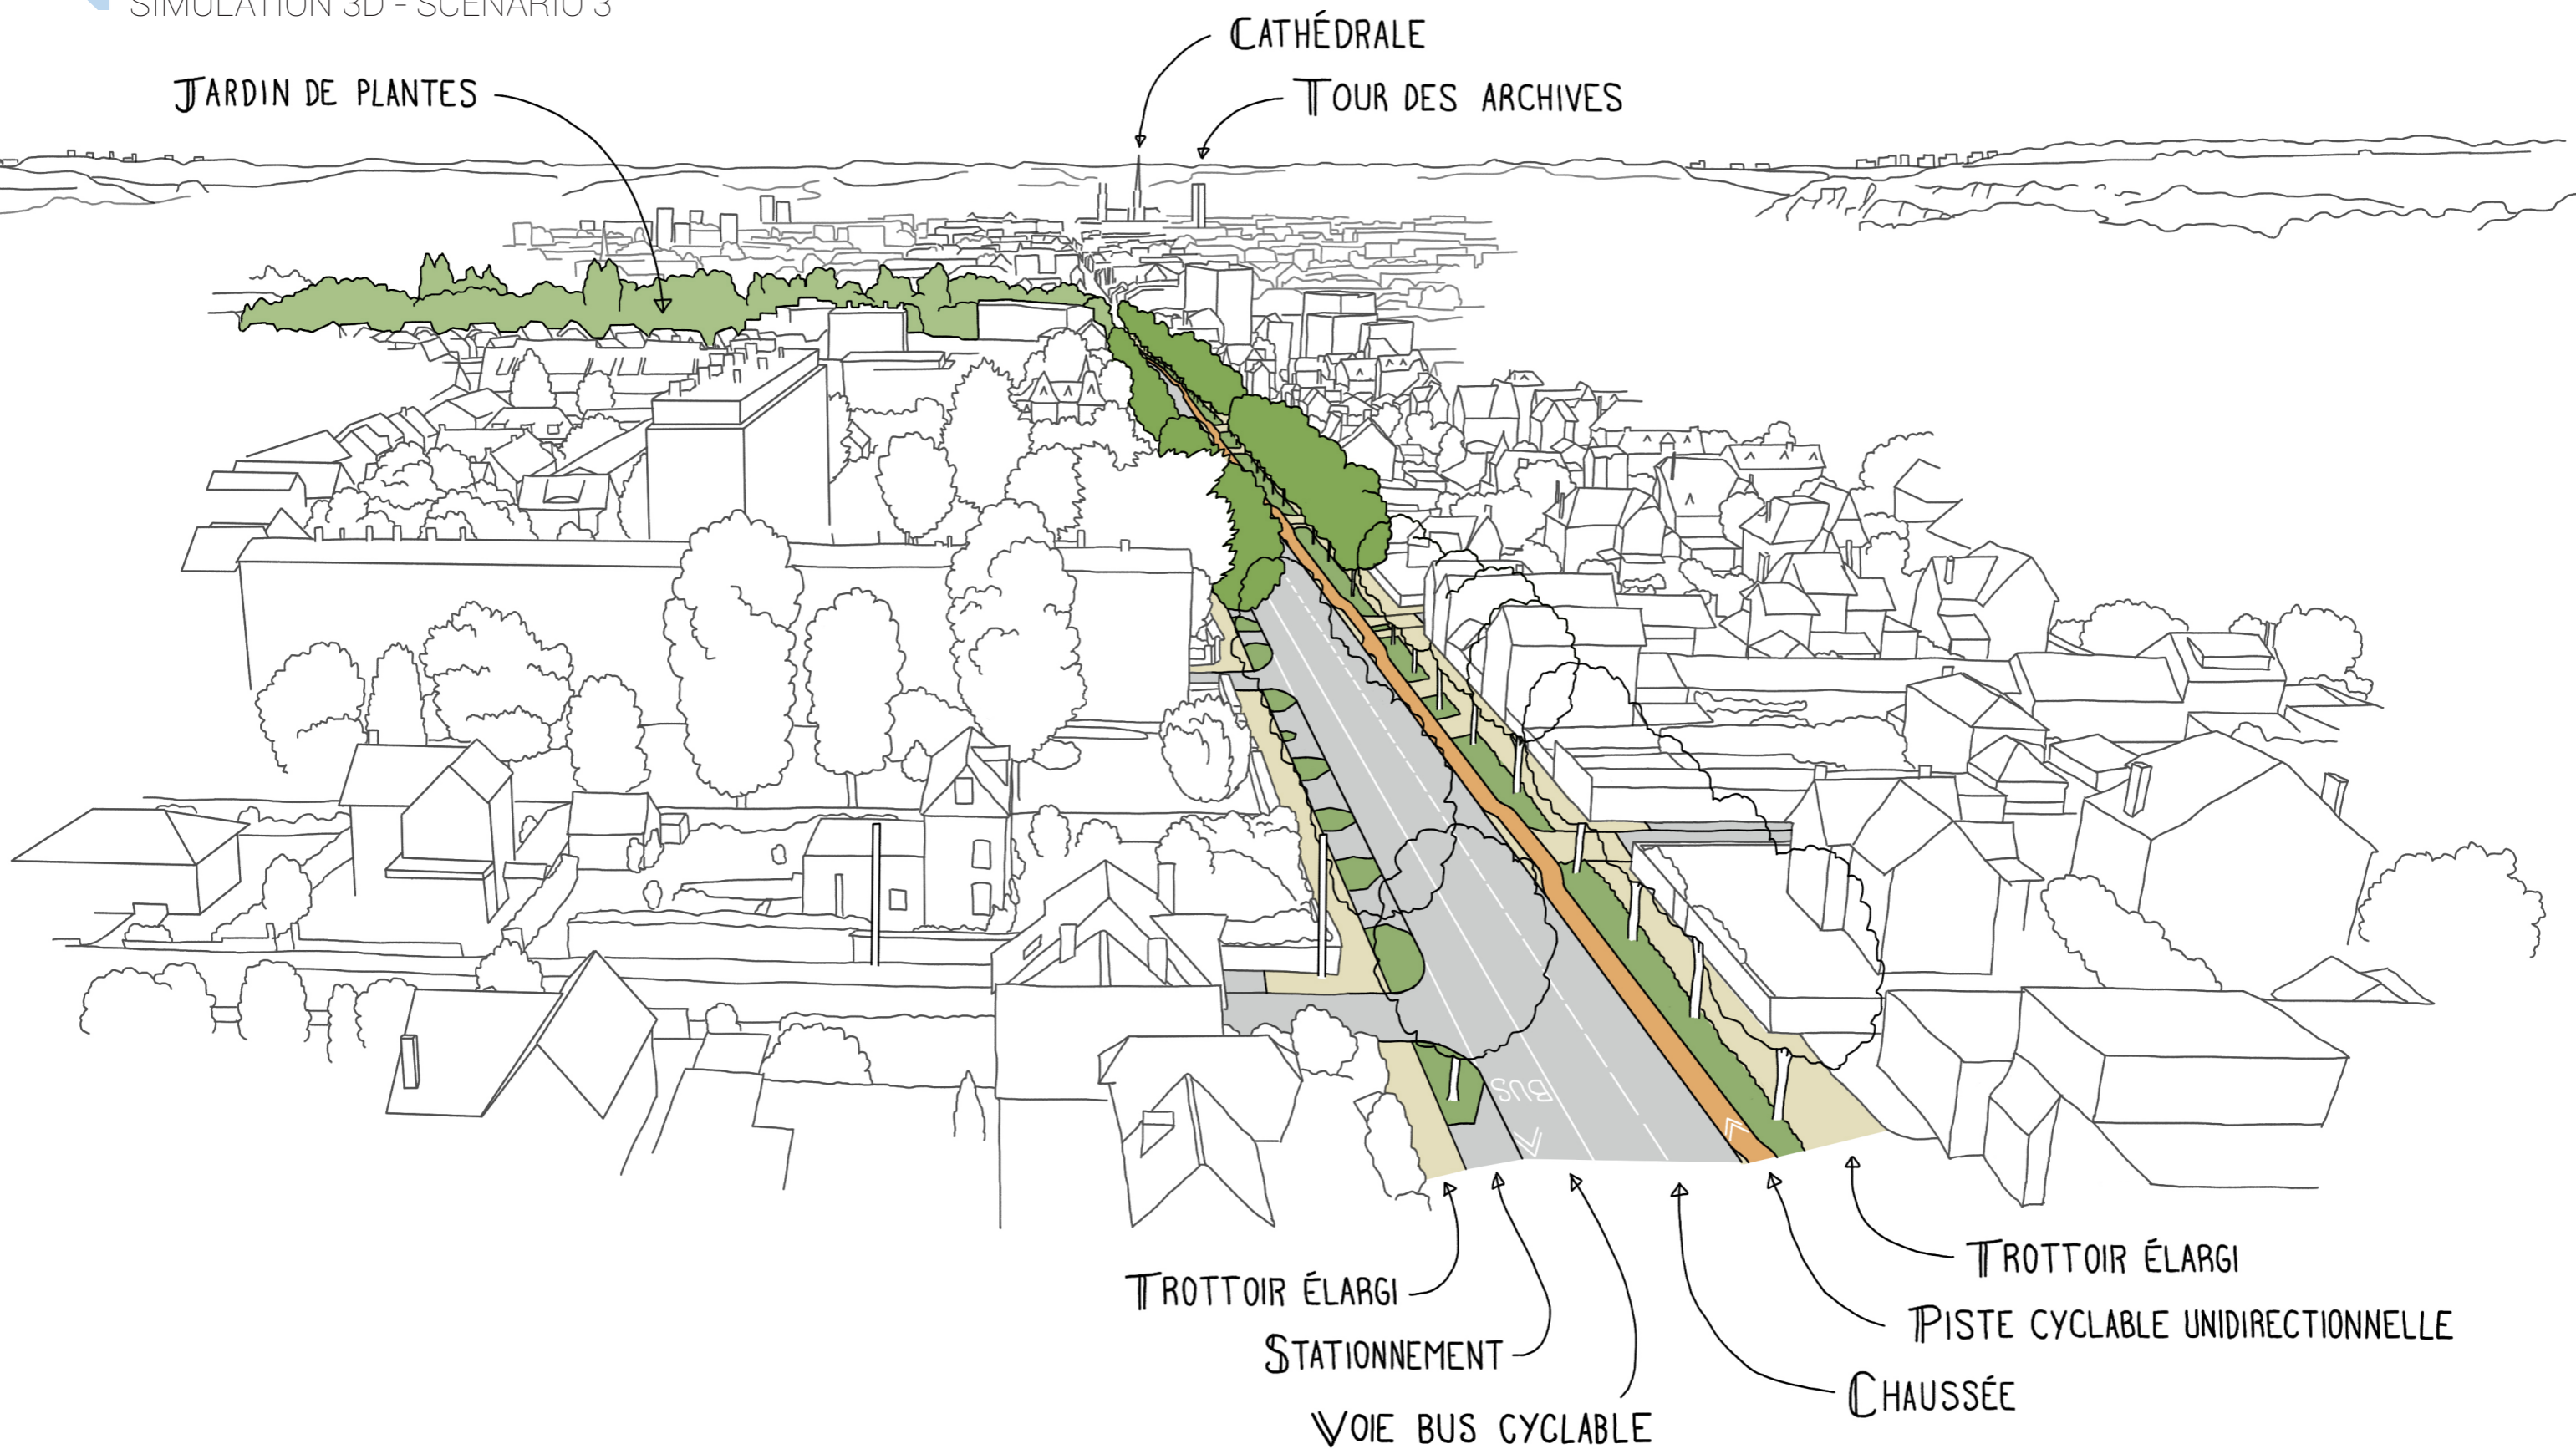 SIMULATION 3D - SCÉNARIO 3
CATHÉDRALE
JARDIN DE PLANTES
TOUR DES ARCHIVES
BUS
TROTTOIR ÉLARGI
TROTTOIR ÉLARGI
STATIONNEMENT
PISTE CYCLABLE UNIDIRECTIONNELLE
CHAUSSÉE
VOIE BUS CYCLABLE